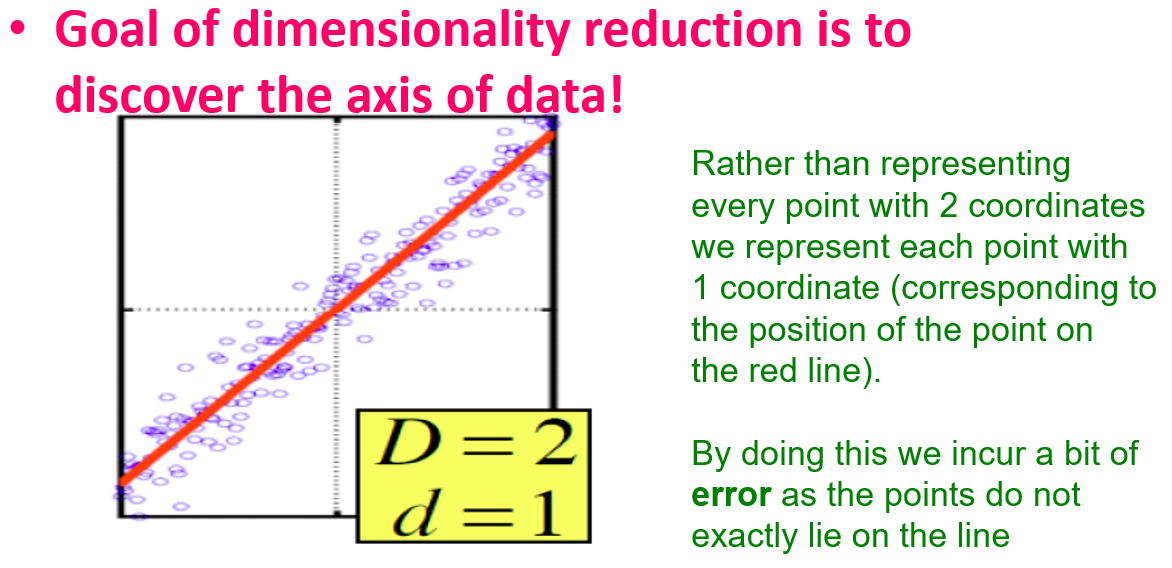 • Goal of dimensionality reduction is to
discover the axis of data!
Rather than representing
every point with 2 coordinates
we represent each point with
1 coordinate (corresponding to
the position of the point on
the red line).
By doing this we incur a bit of
error as the points do not
exactly lie on the line
D = 2
d = 1